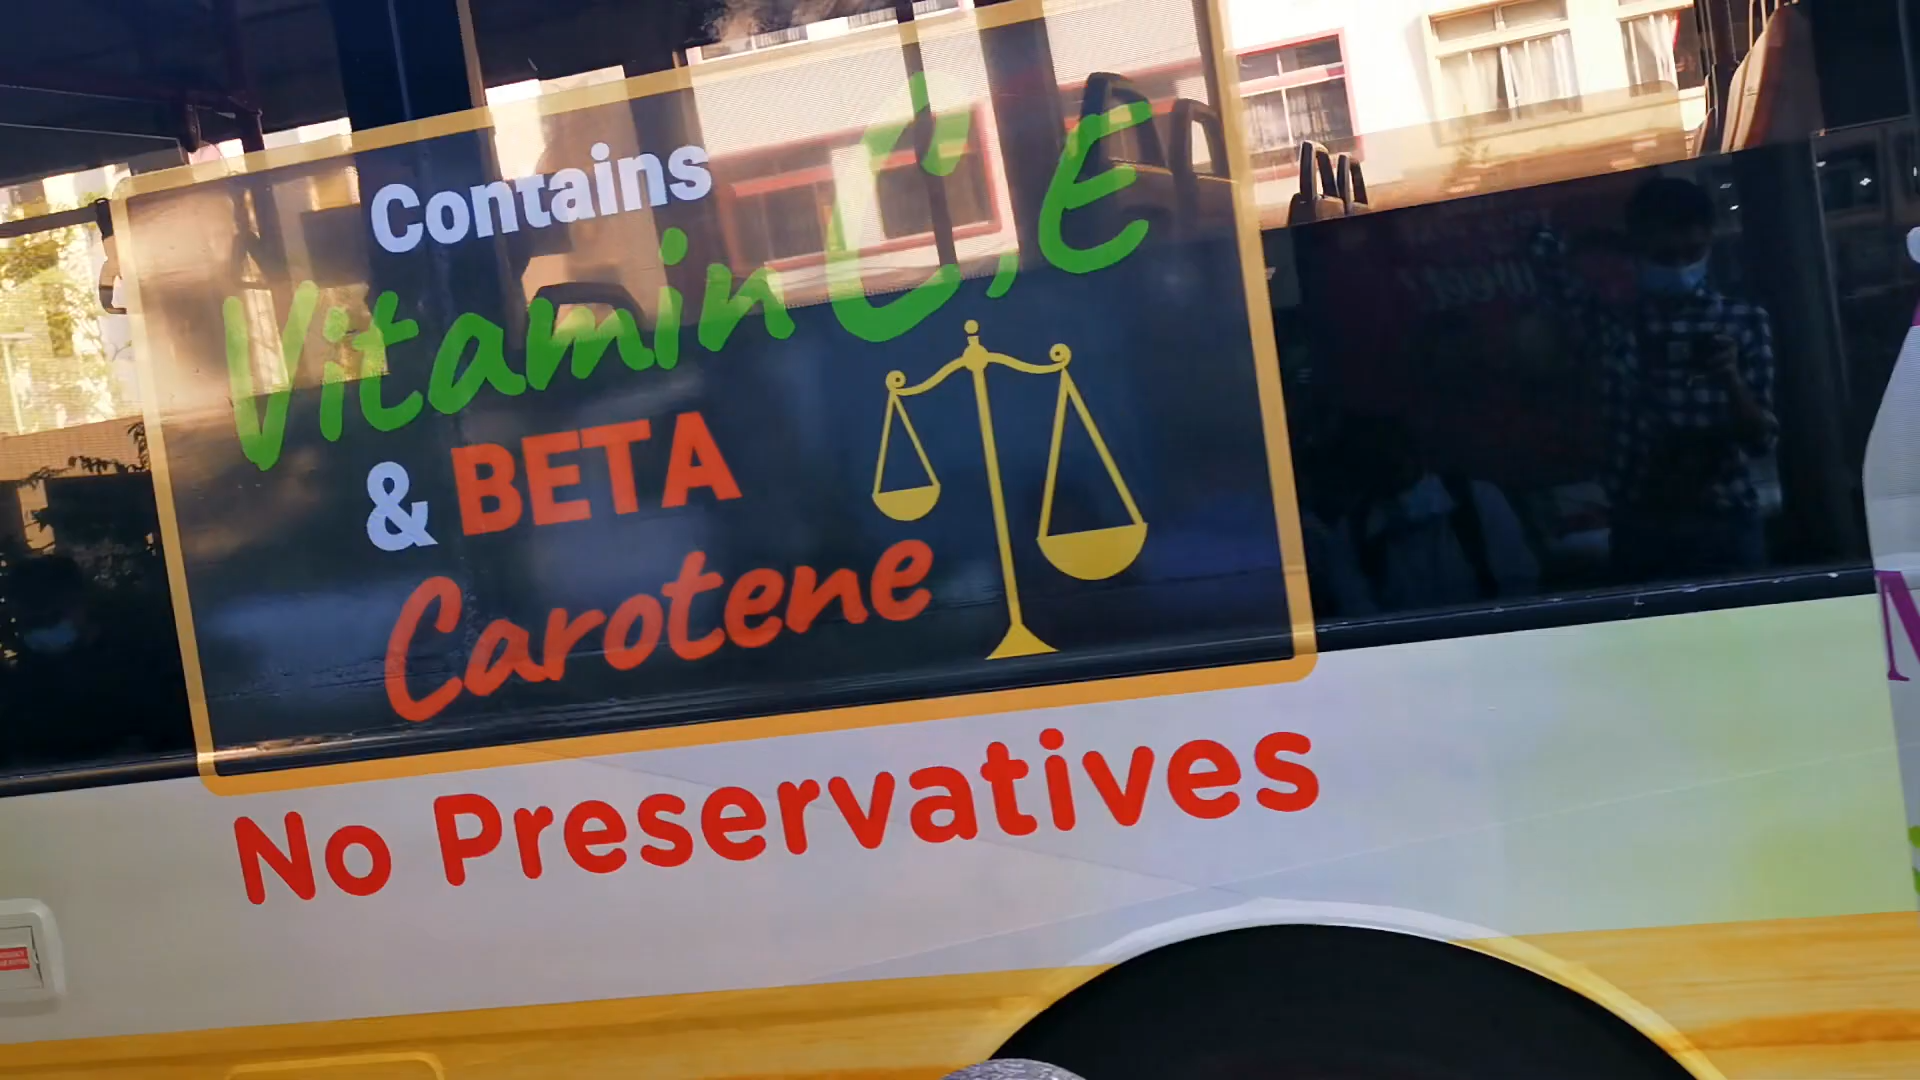 Contains
Vitamin C, E
& BETA
Carotene
No Preservatives